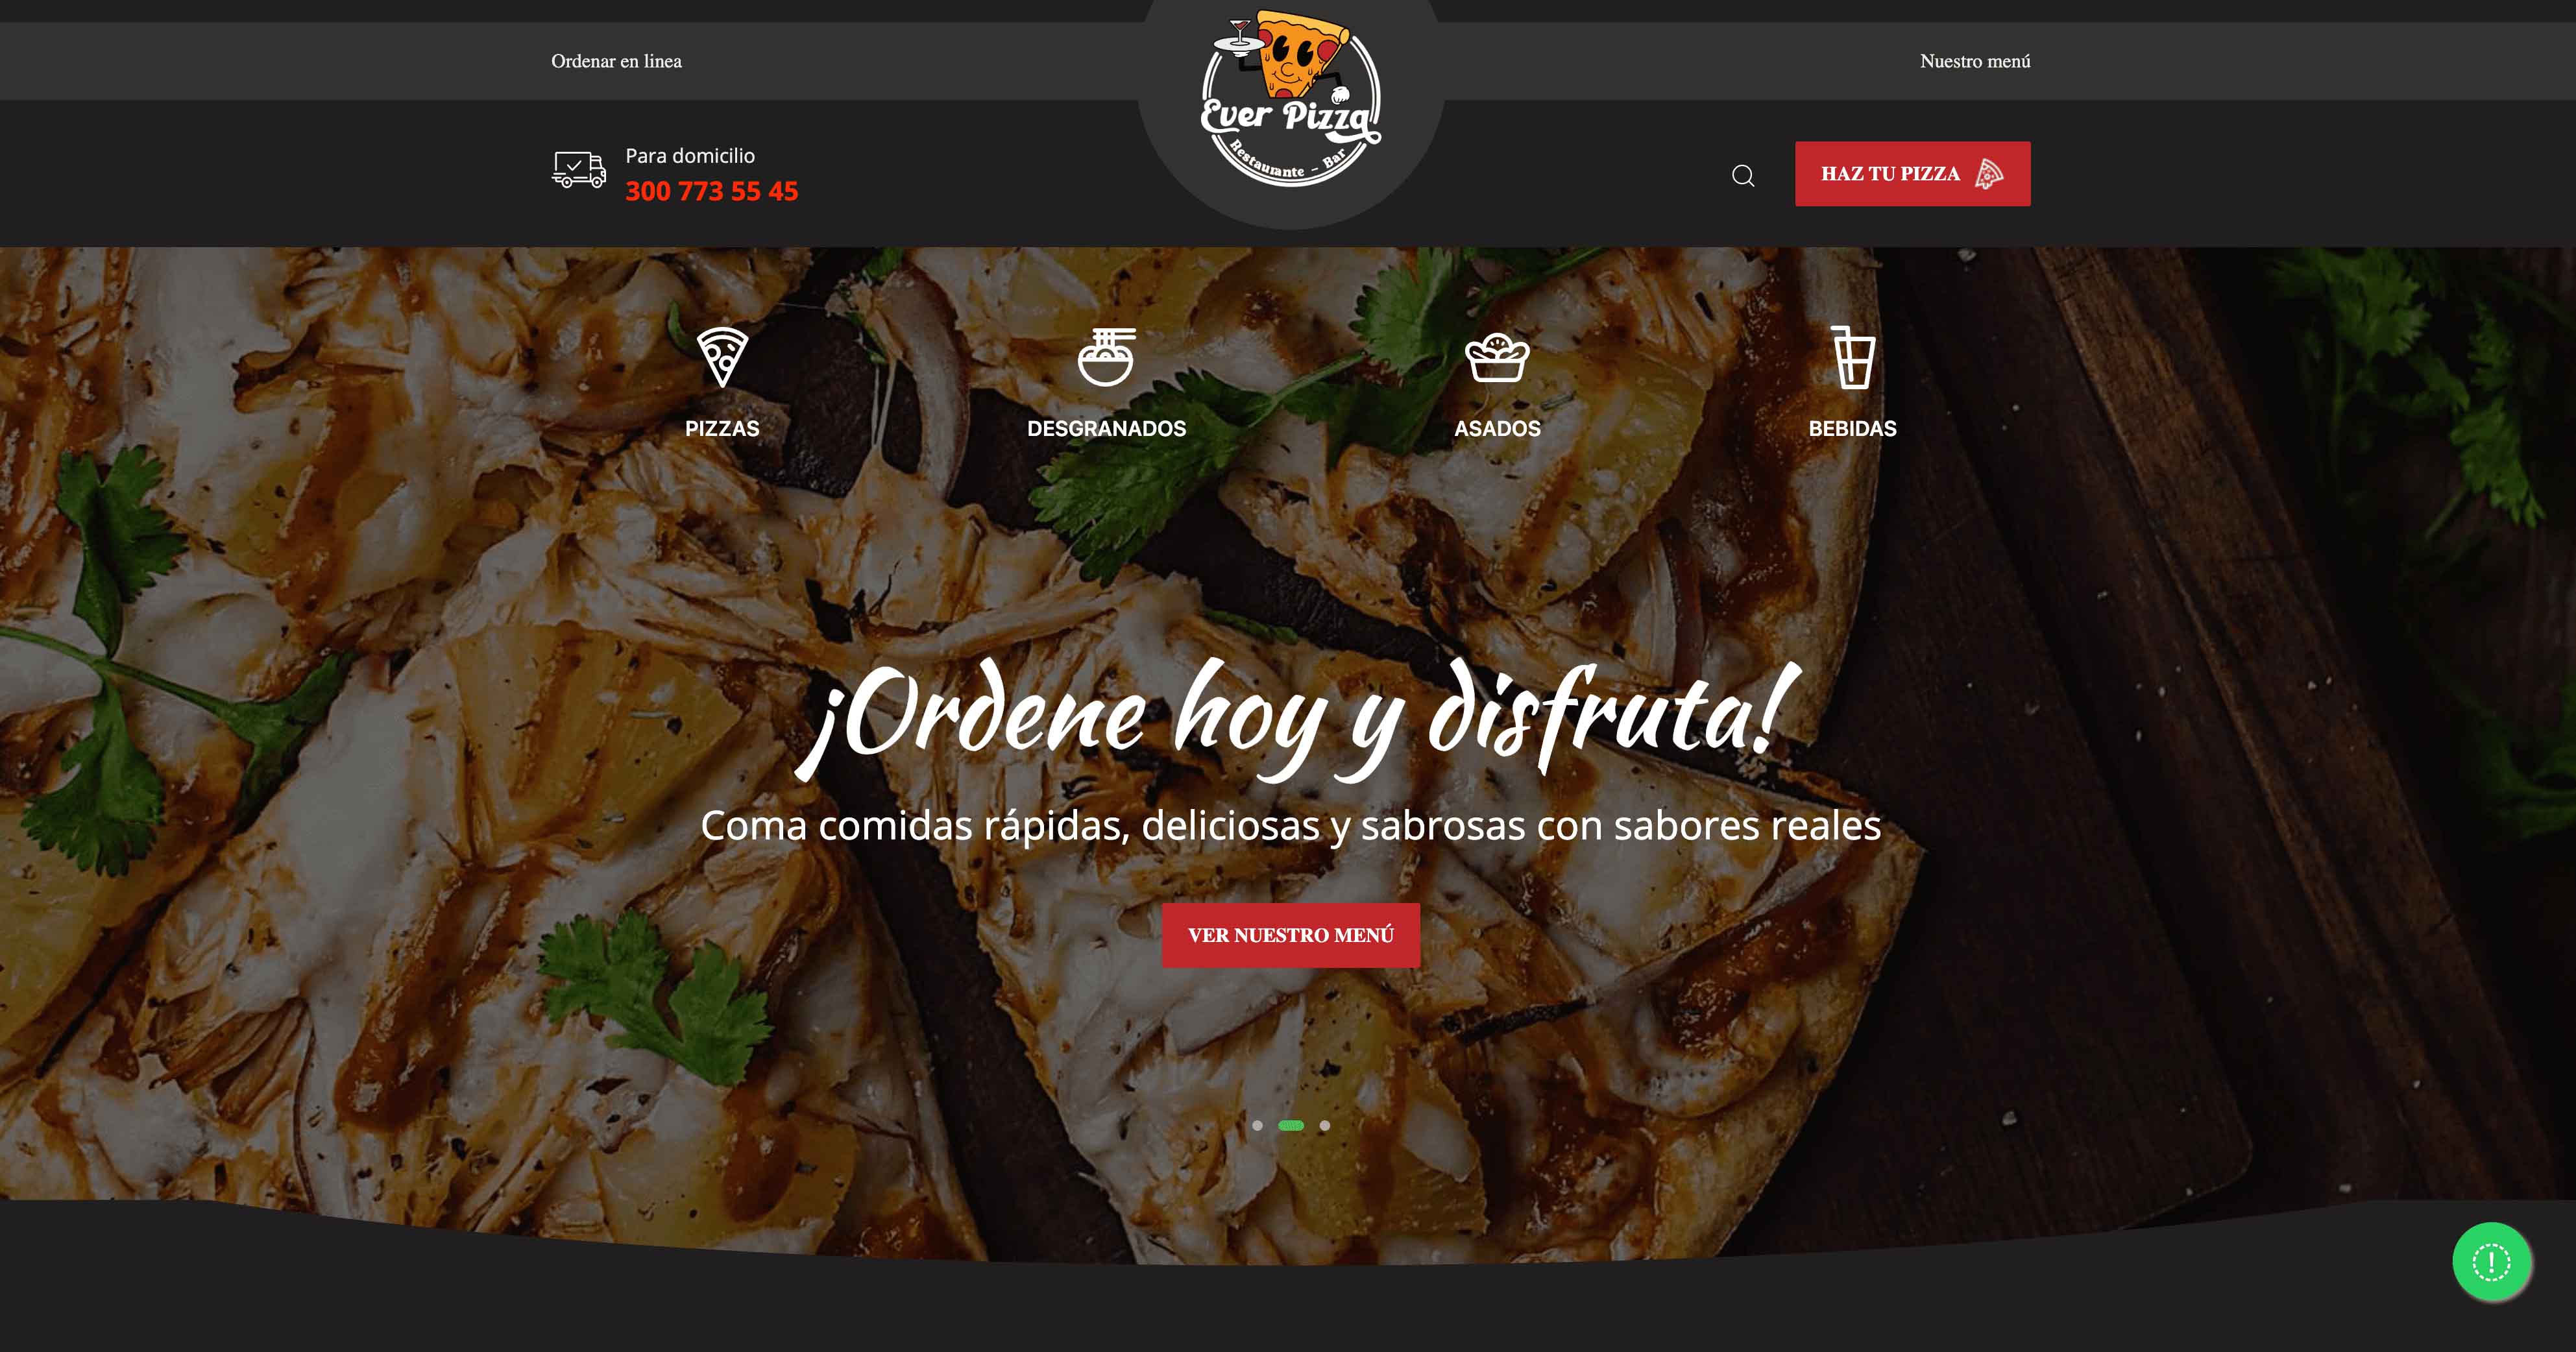 Ordenar en linea
Nuestro menú
Ever Pizza
Restaurante - Bar
Para domicilio
300 773 55 45
HAZ TU PIZZA
PIZZAS
DESGRANADOS
ASADOS
BEBIDAS
¡Ordene hoy y disfruta!
Coma comidas rápidas, deliciosas y sabrosas con sabores reales
VER NUESTRO MENÚ